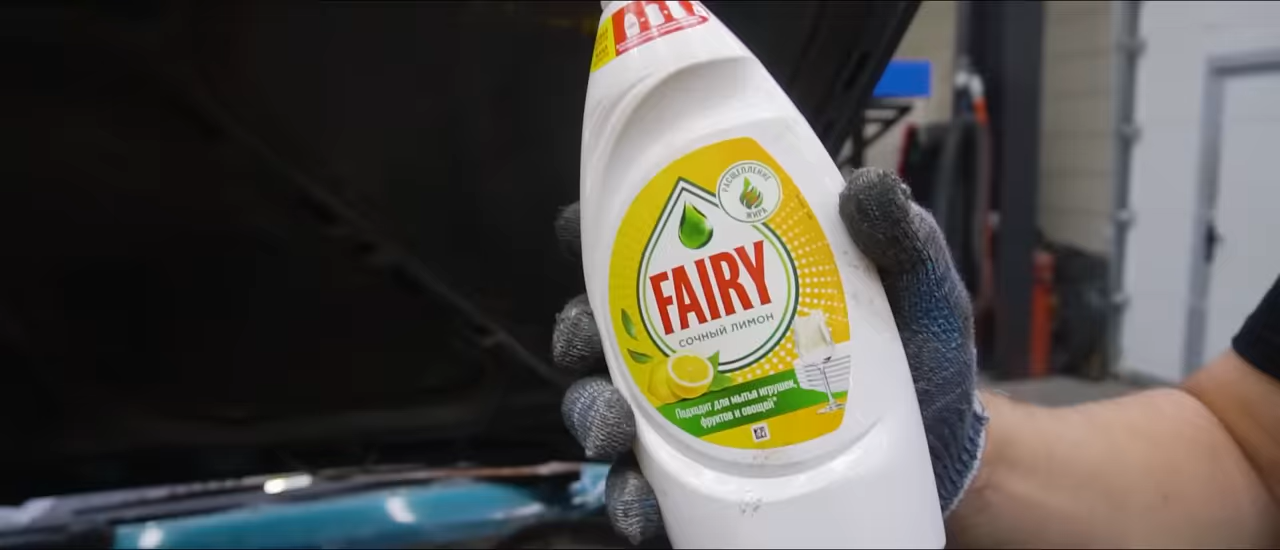 РАСЩЕПЛЕНИЕ
ЖИРА
FAIRY
СОЧНЫЙ ЛИМОН
Подходит для мытья игрушек,
фруктов и овощей*